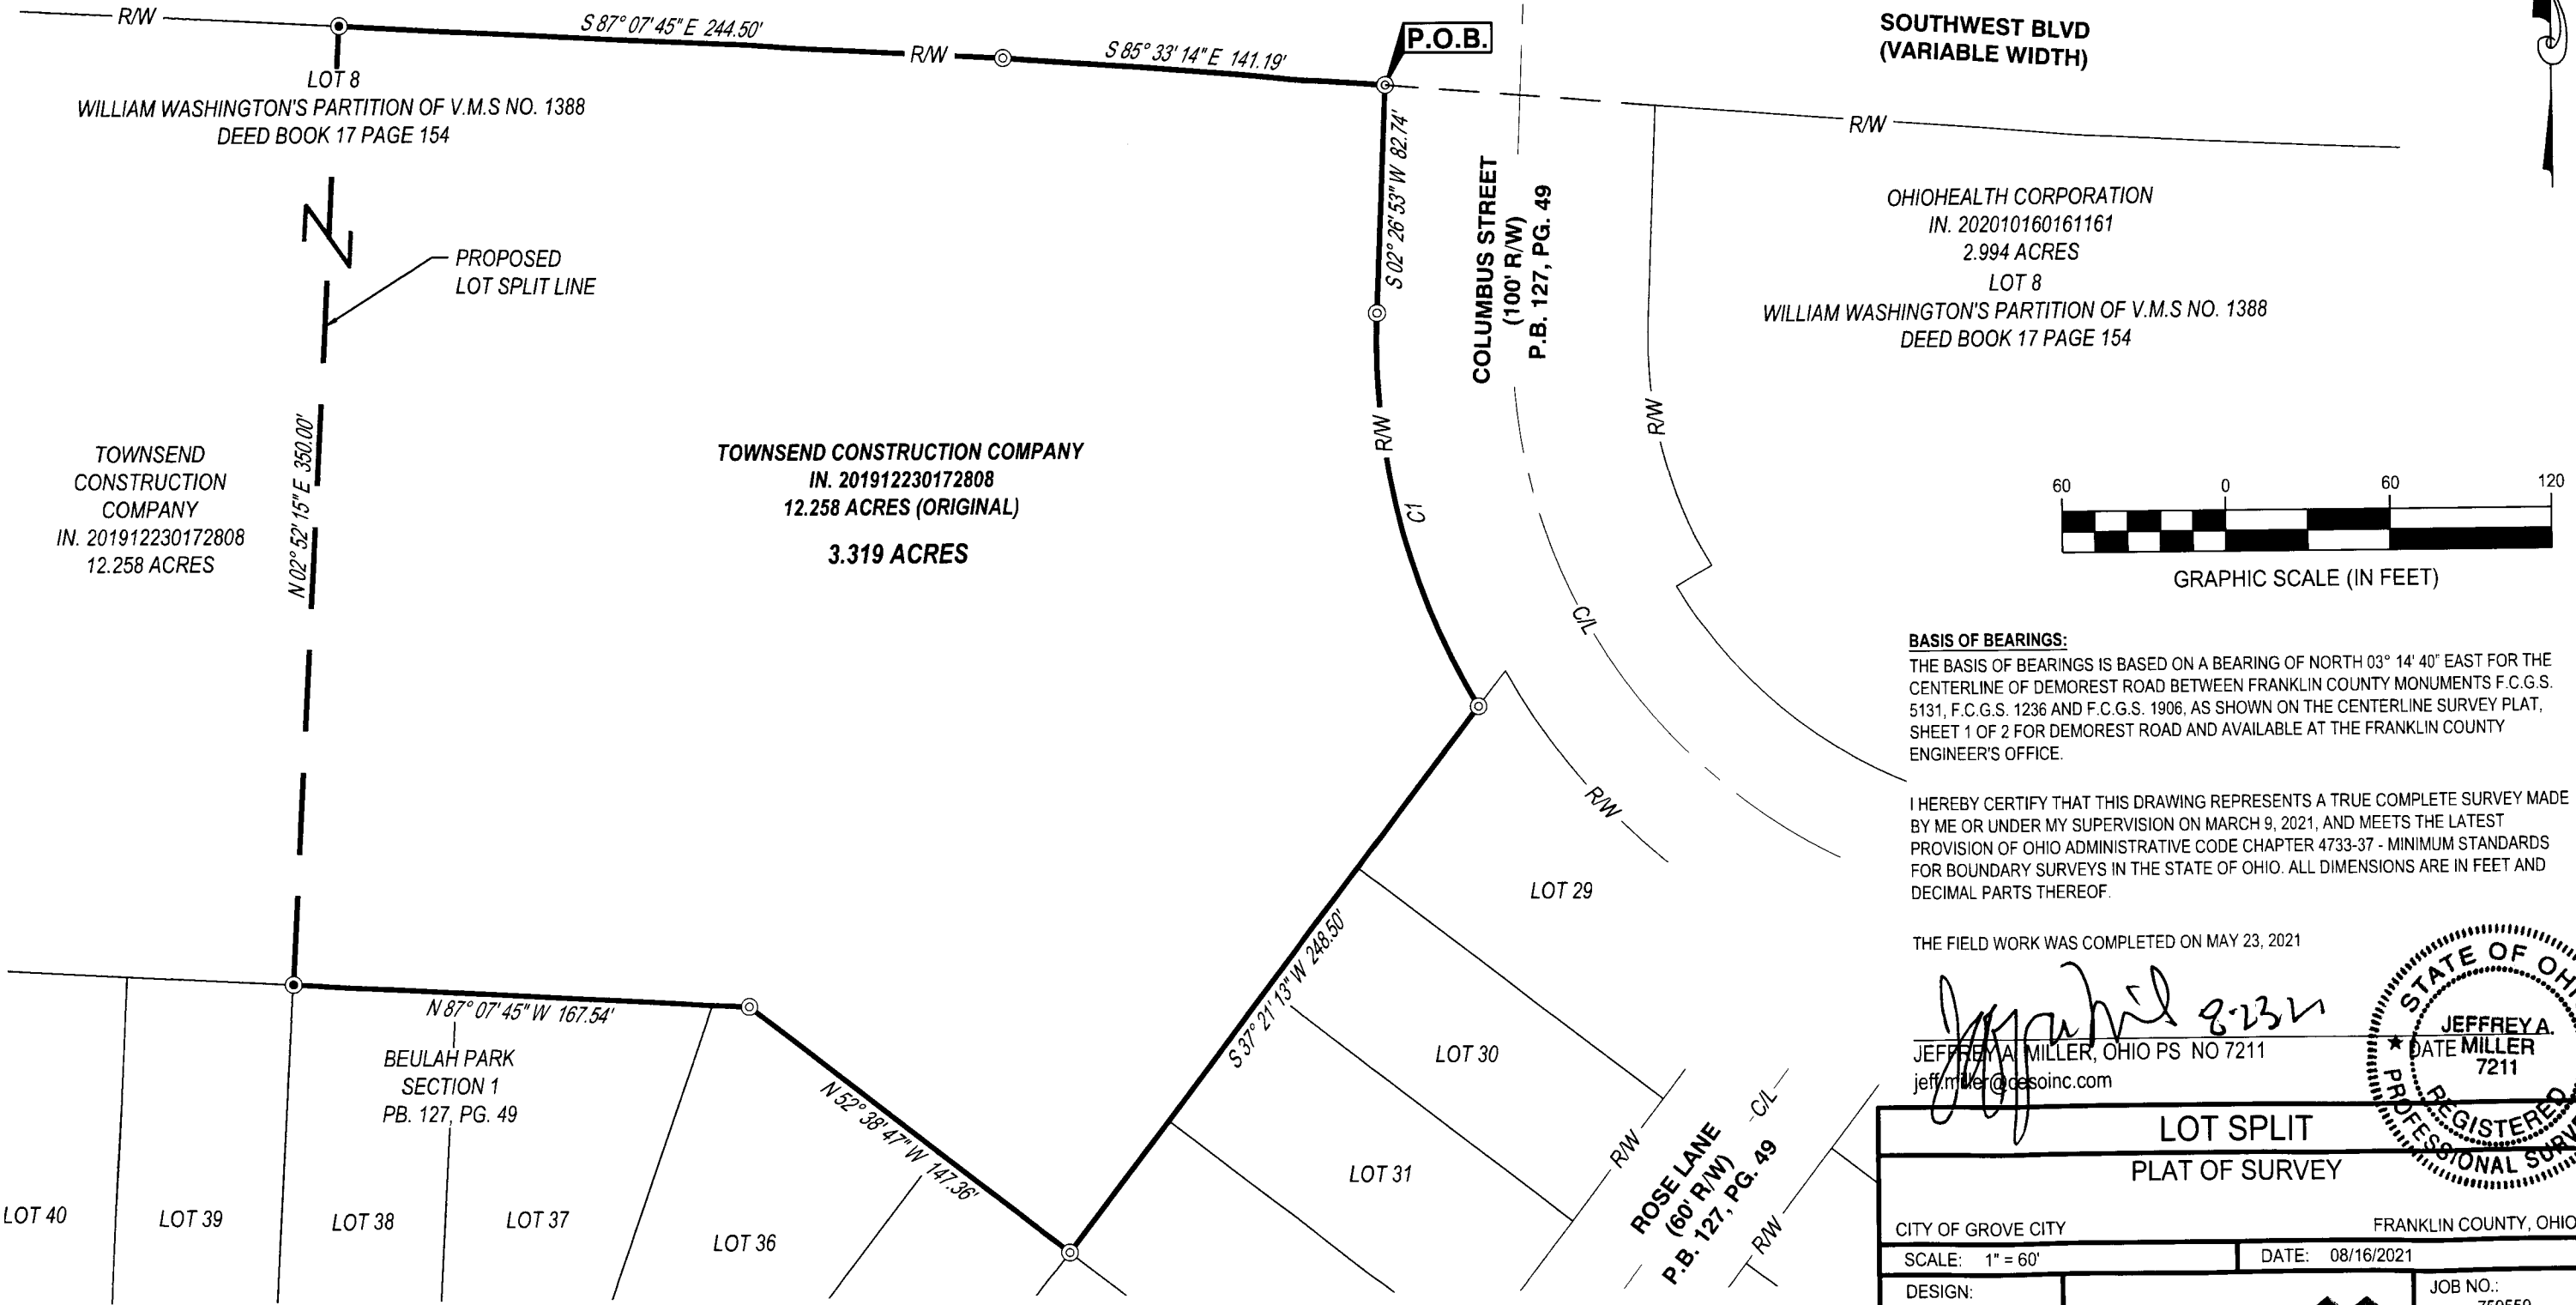 R/W
S 87° 07' 45" E 244.50'
R/W
S 85° 33' 14" E 141.19'
P.O.B.
SOUTHWEST BLVD
(VARIABLE WIDTH)
LOT 8
WILLIAM WASHINGTON'S PARTITION OF V.M.S NO. 1388
DEED BOOK 17 PAGE 154
R/W
S 02° 26' 53" W 82.74'
COLUMBUS STREET
(100' R/W)
P.B. 127, PG. 49
OHIOHEALTH CORPORATION
IN. 202010160161161
2.994 ACRES
LOT 8
WILLIAM WASHINGTON'S PARTITION OF V.M.S NO. 1388
DEED BOOK 17 PAGE 154
PROPOSED
LOT SPLIT LINE
TOWNSEND
CONSTRUCTION
COMPANY
IN. 201912230172808
12.258 ACRES
N 02° 52' 15" E 350.00'
TOWNSEND CONSTRUCTION COMPANY
IN. 201912230172808
12.258 ACRES (ORIGINAL)
3.319 ACRES
R/W
C1
R/W
C/L
R/W
60 0 60 120
GRAPHIC SCALE (IN FEET)
BASIS OF BEARINGS:
THE BASIS OF BEARINGS IS BASED ON A BEARING OF NORTH 03° 14' 40" EAST FOR THE
CENTERLINE OF DEMOREST ROAD BETWEEN FRANKLIN COUNTY MONUMENTS F.C.G.S.
5131, F.C.G.S. 1236 AND F.C.G.S. 1906, AS SHOWN ON THE CENTERLINE SURVEY PLAT,
SHEET 1 OF 2 FOR DEMOREST ROAD AND AVAILABLE AT THE FRANKLIN COUNTY
ENGINEER'S OFFICE.
I HEREBY CERTIFY THAT THIS DRAWING REPRESENTS A TRUE COMPLETE SURVEY MADE
BY ME OR UNDER MY SUPERVISION ON MARCH 9, 2021, AND MEETS THE LATEST
PROVISION OF OHIO ADMINISTRATIVE CODE CHAPTER 4733-37 - MINIMUM STANDARDS
FOR BOUNDARY SURVEYS IN THE STATE OF OHIO. ALL DIMENSIONS ARE IN FEET AND
DECIMAL PARTS THEREOF.
THE FIELD WORK WAS COMPLETED ON MAY 23, 2021
8-23-21
JEFFREY A. MILLER, OHIO PS NO 7211
DATE
jeff.miller@cesoinc.com
STATE OF OHI
JEFFREY A.
MILLER
7211
REGISTERED
PROFESSIONAL SURVE
N 87° 07' 45" W 167.54'
BEULAH PARK
SECTION 1
PB. 127, PG. 49
N 52° 38' 47" W 147.36'
S 37° 21' 13" W 248.50'
LOT 29
LOT 30
LOT 31
LOT 40
LOT 39
LOT 38
LOT 37
LOT 36
R/W
ROSE LANE
(60' R/W)
P.B. 127, PG. 49
C/L
R/W
LOT SPLIT
PLAT OF SURVEY
CITY OF GROVE CITY
FRANKLIN COUNTY, OHIO
SCALE: 1" = 60'
DATE: 08/16/2021
DESIGN:
JOB NO.: